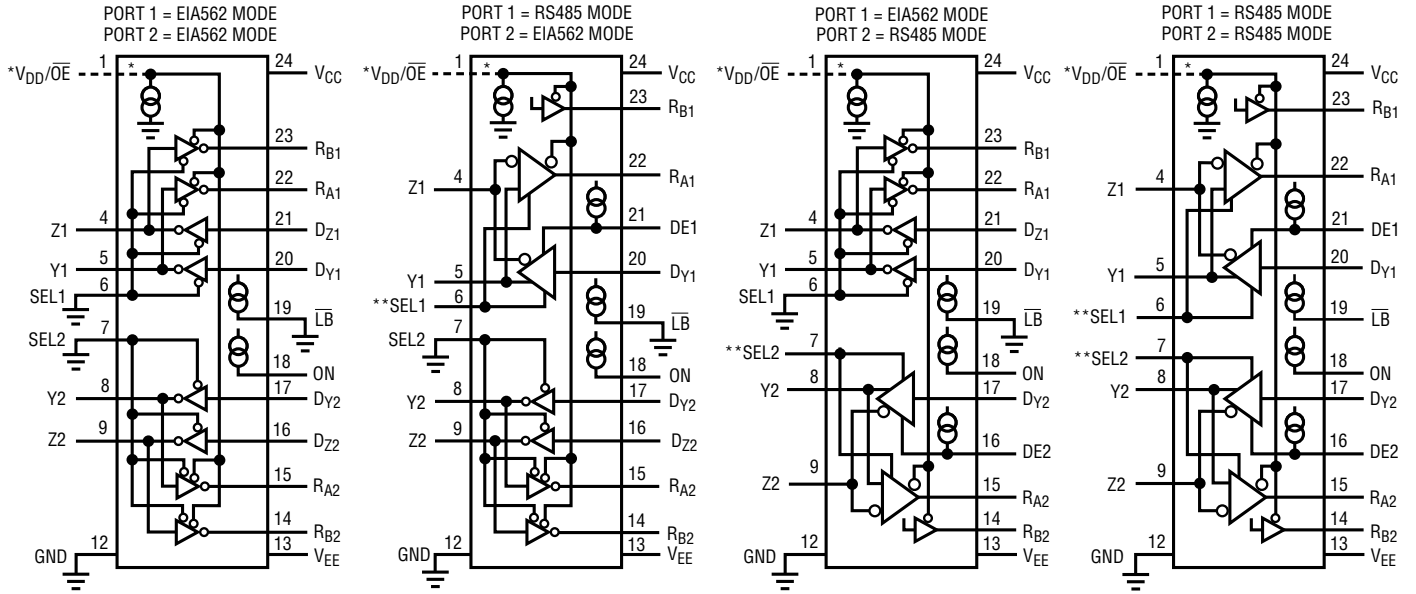 PORT 1 = EIA562 MODE
PORT 2 = EIA562 MODE
1
*VDD/OE
*
24
VCC
23
RB1
22
RA1
4
Z1
21
DZ1
5
Y1
20
DY1
6
SEL1
19
LB
7
SEL2
18
ON
8
Y2
17
DY2
9
Z2
16
DZ2
15
RA2
14
RB2
12
GND
13
VEE
PORT 1 = RS485 MODE
PORT 2 = EIA562 MODE
1
*VDD/OE
*
24
VCC
23
RB1
22
RA1
4
Z1
21
DE1
5
Y1
20
DY1
6
**SEL1
19
LB
7
SEL2
18
ON
8
Y2
17
DY2
9
Z2
16
DZ2
15
RA2
14
RB2
12
GND
13
VEE
PORT 1 = EIA562 MODE
PORT 2 = RS485 MODE
1
*VDD/OE
*
24
VCC
23
RB1
22
RA1
4
Z1
21
DZ1
5
Y1
20
DY1
6
SEL1
19
LB
7
**SEL2
18
ON
8
Y2
17
DY2
16
DE2
9
Z2
15
RA2
14
RB2
12
GND
13
VEE
PORT 1 = RS485 MODE
PORT 2 = RS485 MODE
1
*VDD/OE
*
24
VCC
23
RB1
22
RA1
4
Z1
21
DE1
5
Y1
20
DY1
6
**SEL1
19
LB
7
**SEL2
18
ON
8
Y2
17
DY2
16
DE2
9
Z2
15
RA2
14
RB2
12
GND
13
VEE